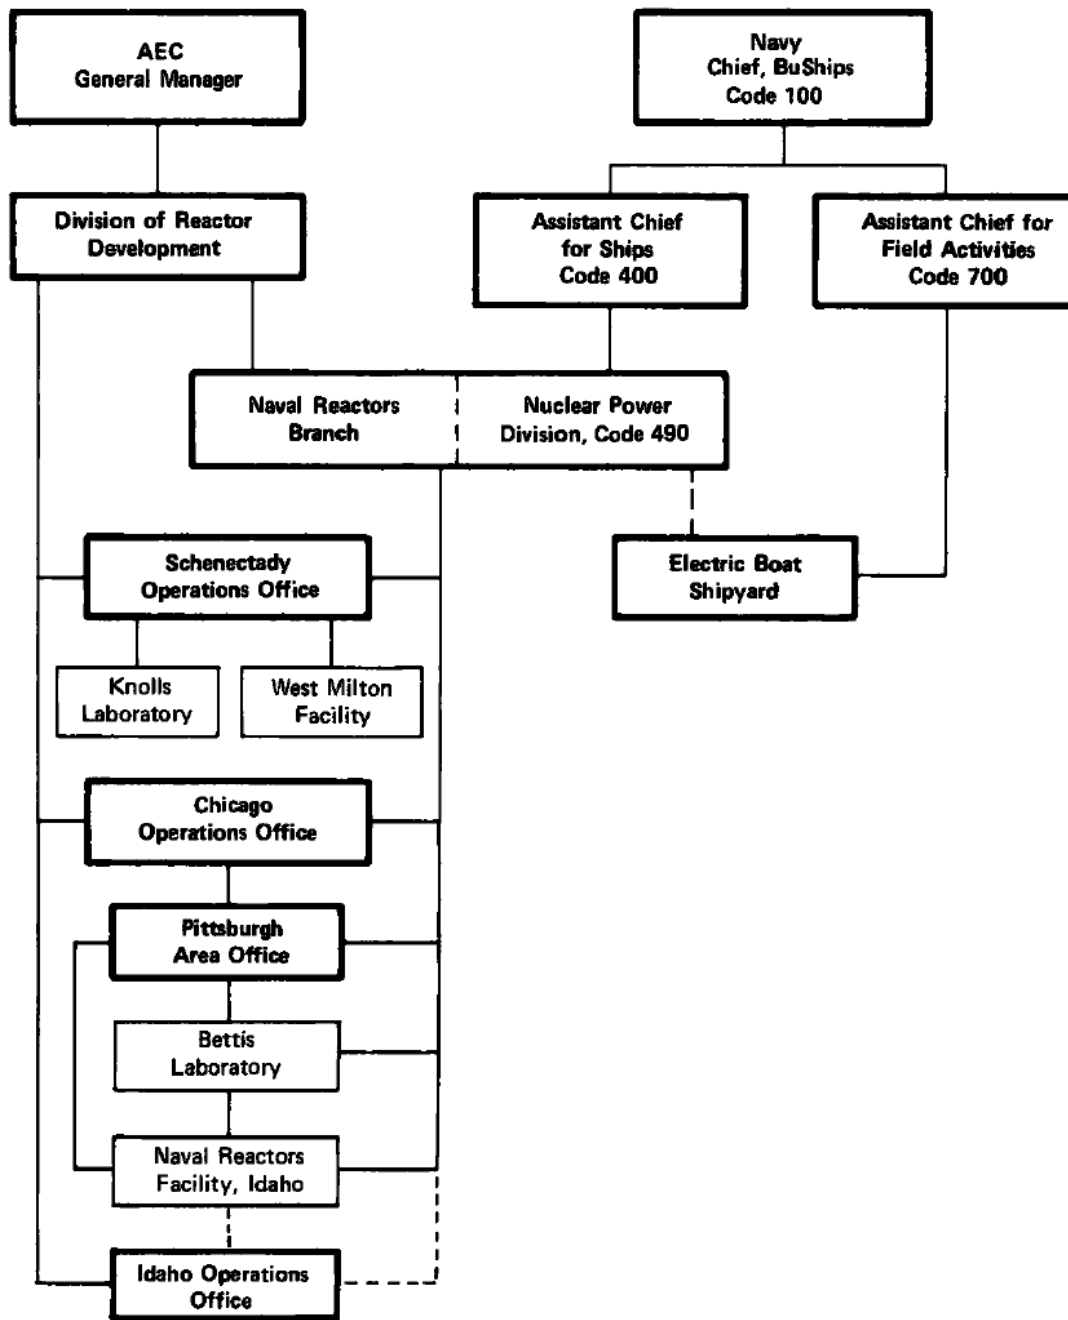 AEC
General Manager
Navy
Chief, BuShips
Code 100
Division of Reactor
Development
Assistant Chief
for Ships
Code 400
Assistant Chief for
Field Activities
Code 700
Naval Reactors
Branch
Nuclear Power
Division, Code 490
Schenectady
Operations Office
Electric Boat
Shipyard
Knolls
Laboratory
West Milton
Facility
Chicago
Operations Office
Pittsburgh
Area Office
Bettis
Laboratory
Naval Reactors
Facility, Idaho
Idaho Operations
Office